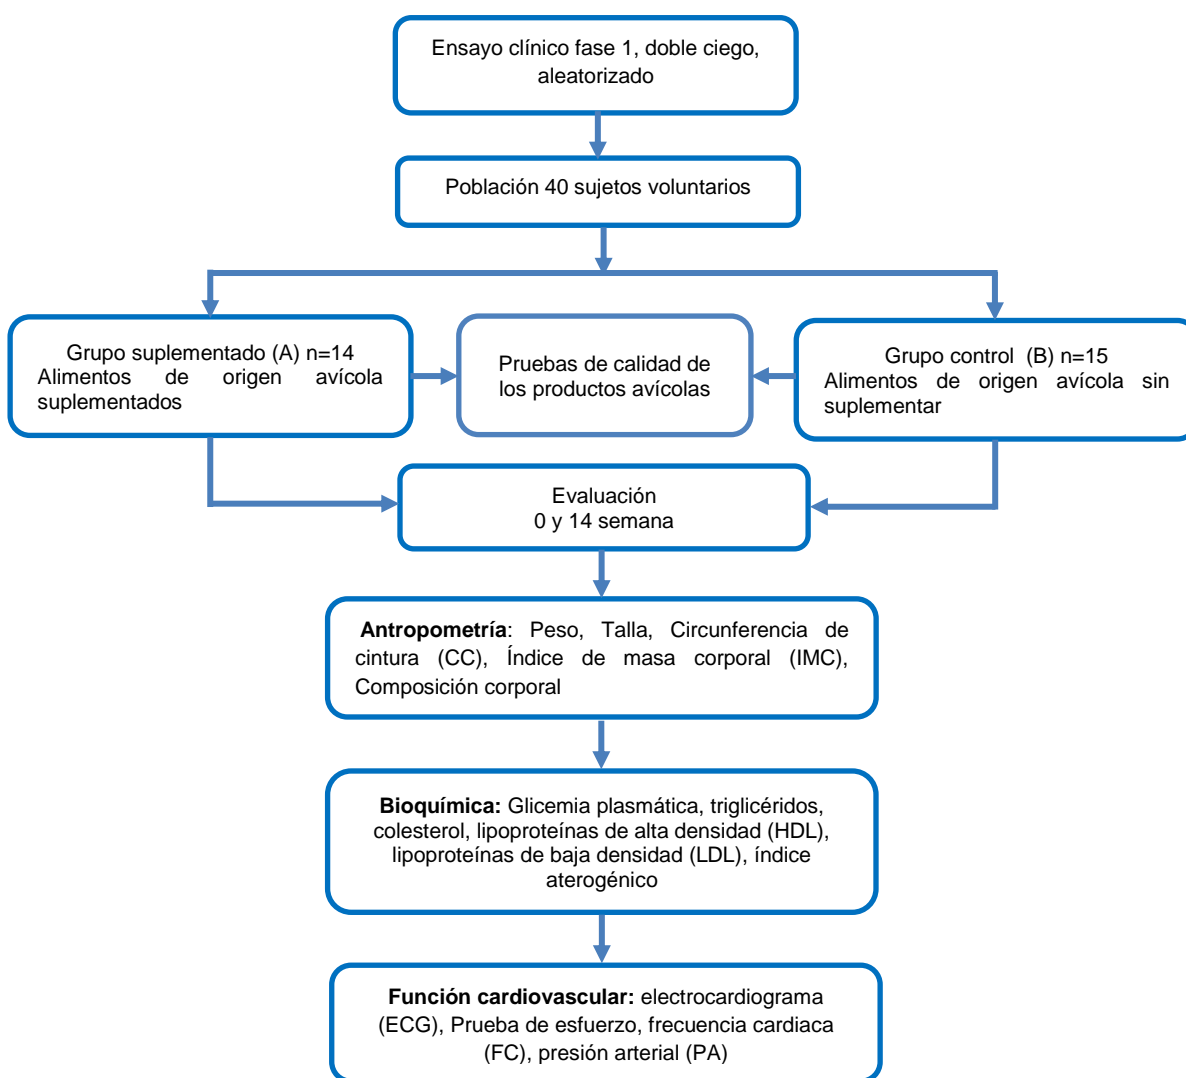 Ensayo clínico fase 1, doble ciego,
aleatorizado
Población 40 sujetos voluntarios
Grupo suplementado (A) n=14
Alimentos de origen avícola
suplementados
Pruebas de calidad de
los productos avícolas
Grupo control (B) n=15
Alimentos de origen avícola sin
suplementar
Evaluación
0 y 14 semana
Antropometría: Peso, Talla, Circunferencia de
cintura (CC), Índice de masa corporal (IMC),
Composición corporal
Bioquímica: Glicemia plasmática, triglicéridos,
colesterol, lipoproteínas de alta densidad (HDL),
lipoproteínas de baja densidad (LDL), índice
aterogénico
Función cardiovascular: electrocardiograma
(ECG), Prueba de esfuerzo, frecuencia cardiaca
(FC), presión arterial (PA)